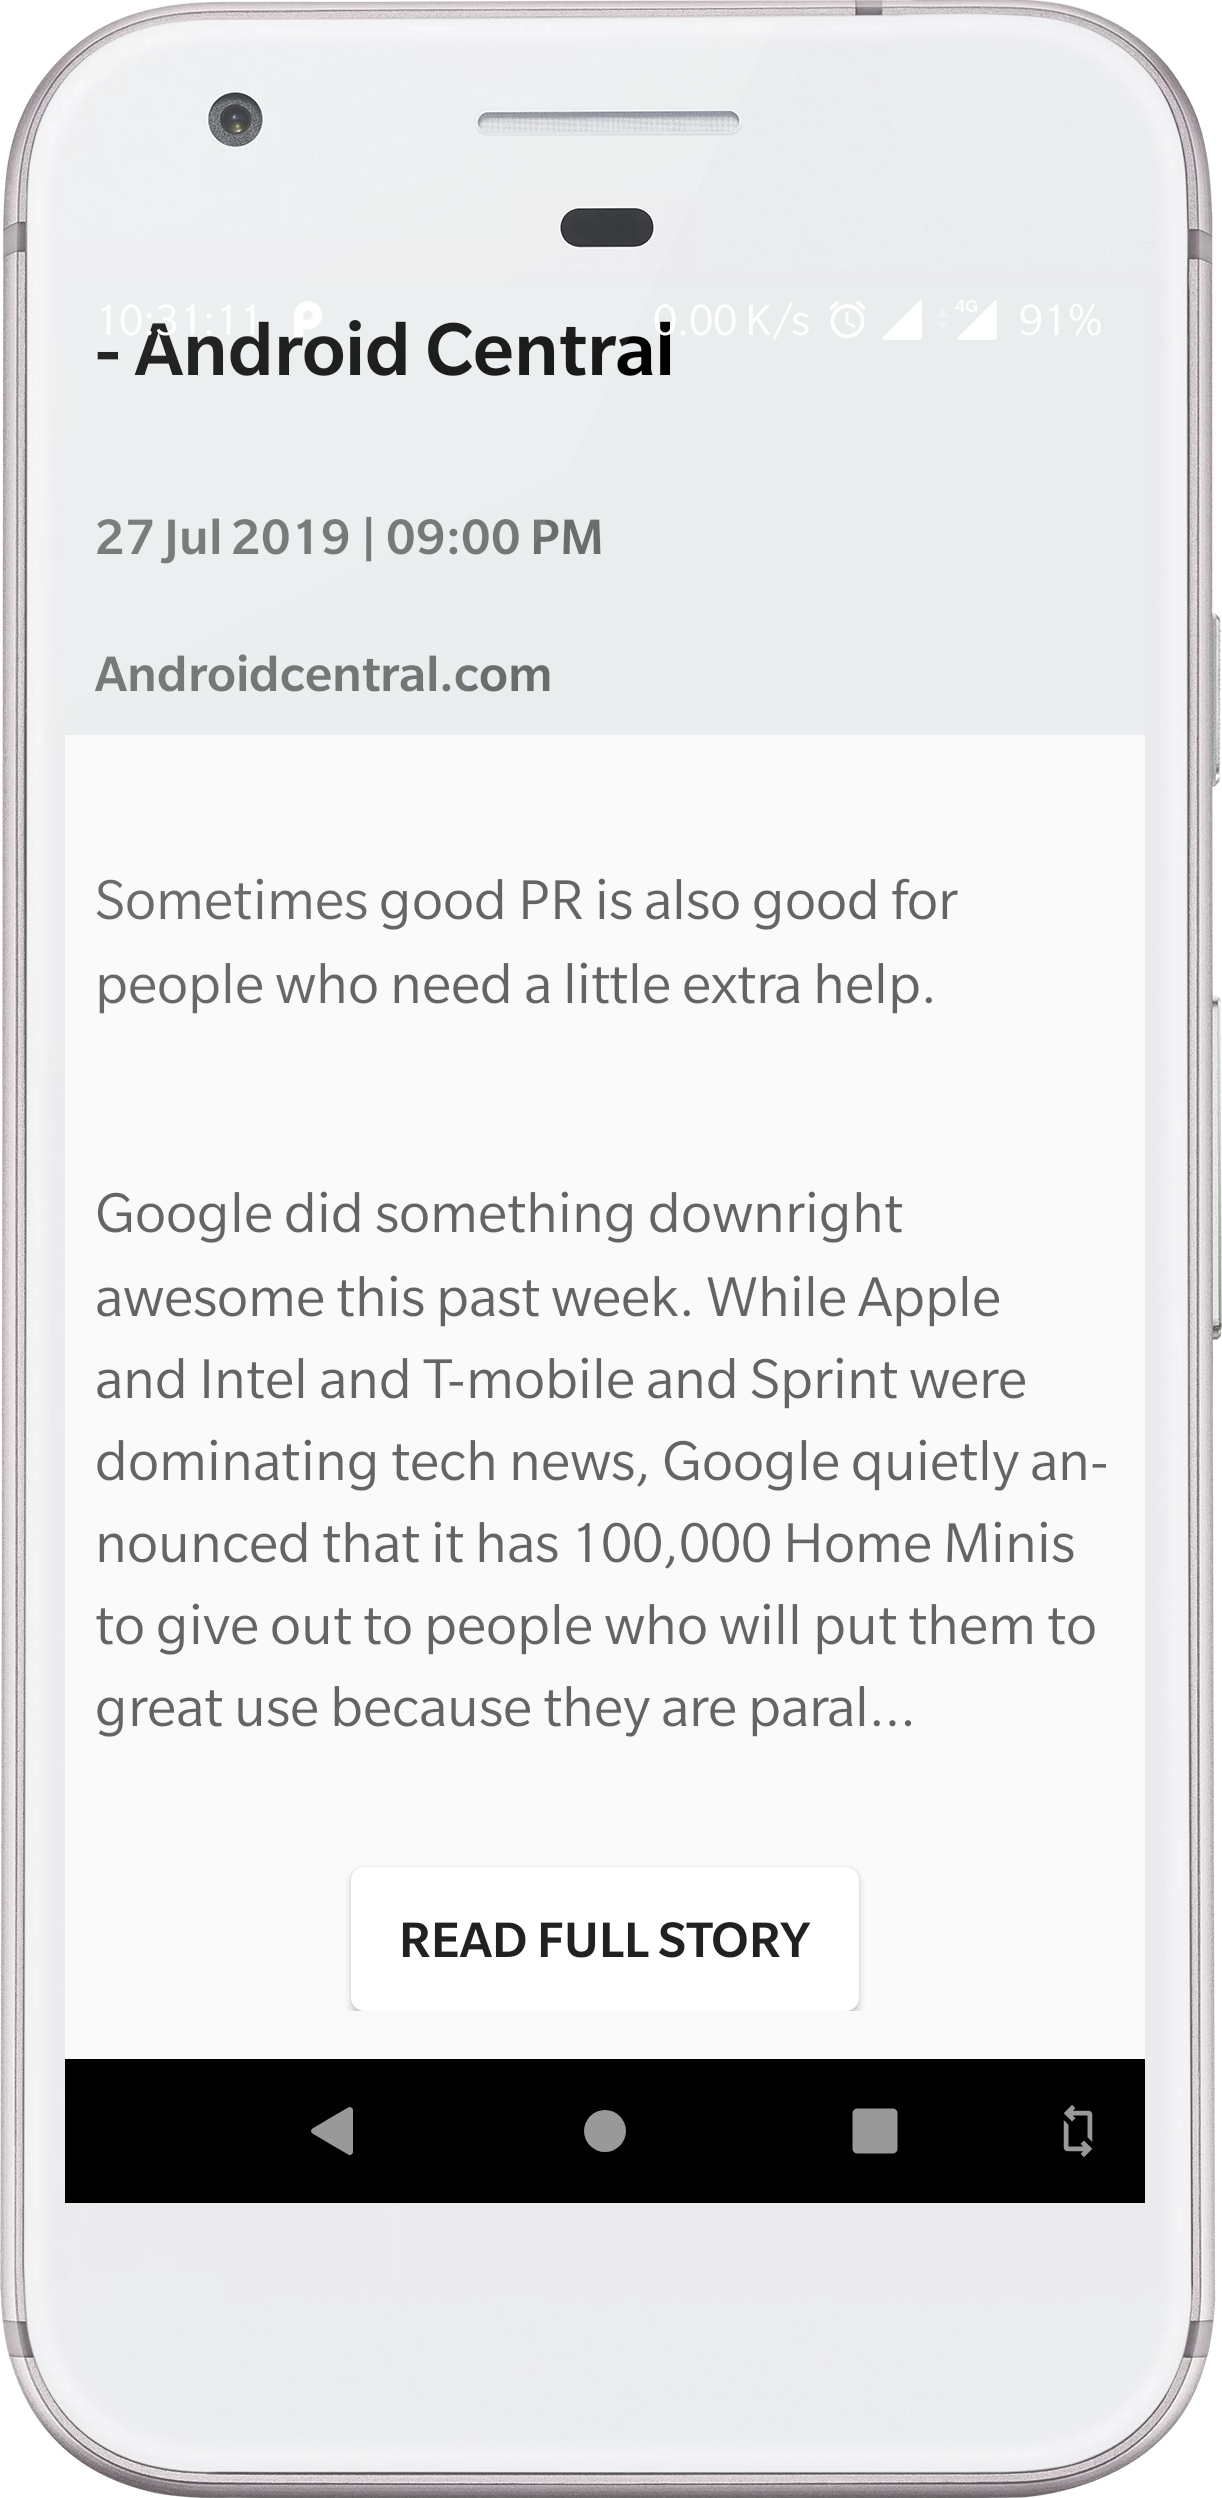 10:31:11 0.00 K/s 4G 91%
- Android Central
27 Jul 2019 | 09:00 PM
Androidcentral.com
Sometimes good PR is also good for
people who need a little extra help.
Google did something downright
awesome this past week. While Apple
and Intel and T-mobile and Sprint were
dominating tech news, Google quietly an-
nounced that it has 100,000 Home Minis
to give out to people who will put them to
great use because they are paral...
READ FULL STORY